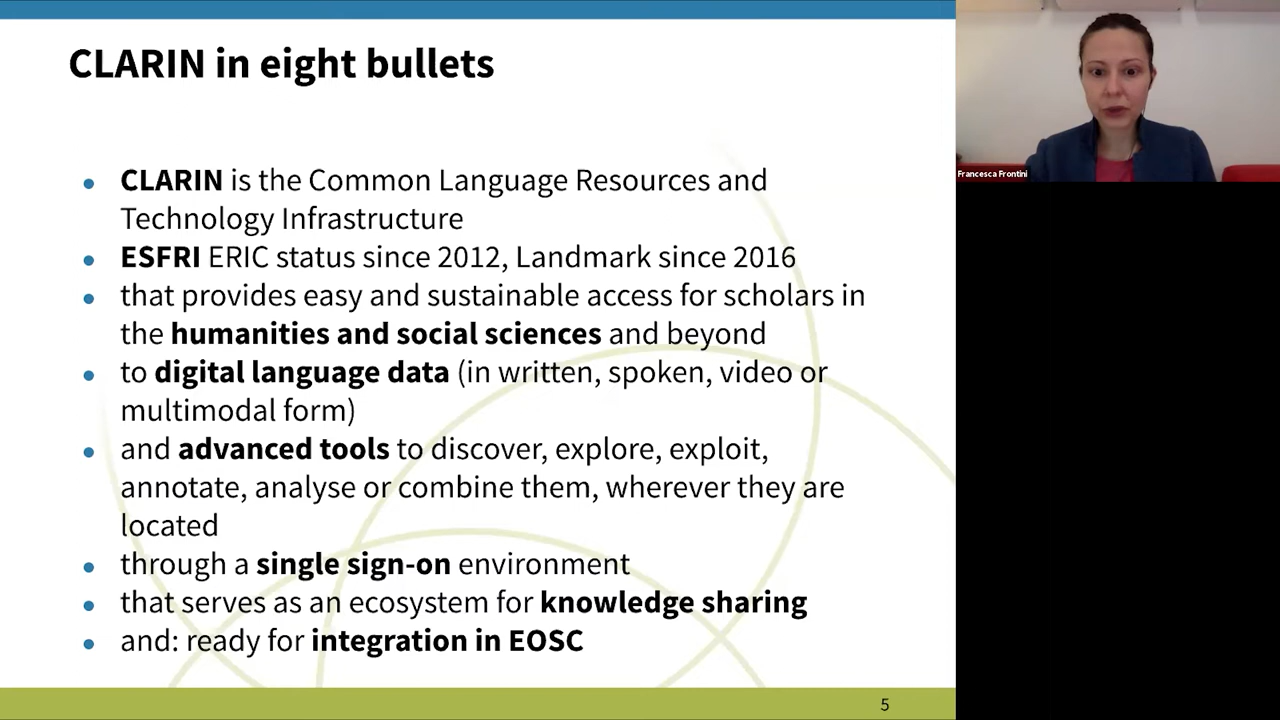 CLARIN in eight bullets
• CLARIN is the Common Language Resources and
Technology Infrastructure
• ESFRI ERIC status since 2012, Landmark since 2016
• that provides easy and sustainable access for scholars in
the humanities and social sciences and beyond
• to digital language data (in written, spoken, video or
multimodal form)
• and advanced tools to discover, explore, exploit,
annotate, analyse or combine them, wherever they are
located
• through a single sign-on environment
• that serves as an ecosystem for knowledge sharing
• and: ready for integration in EOSC
5
Francesca Frontini